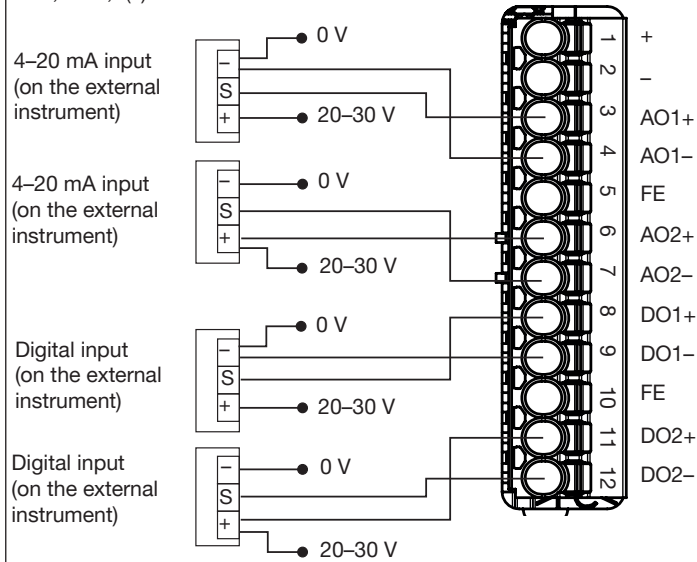 0 V
4–20 mA input
(on the external
instrument)
–
S
+
20–30 V
4–20 mA input
(on the external
instrument)
–
S
+
0 V
20–30 V
Digital input
(on the external
instrument)
–
S
+
0 V
20–30 V
Digital input
(on the external
instrument)
–
S
+
0 V
20–30 V
1 +
2 –
3 AO1+
4 AO1–
5 FE
6 AO2+
7 AO2–
8 DO1+
9 DO1–
10 FE
11 DO2+
12 DO2–